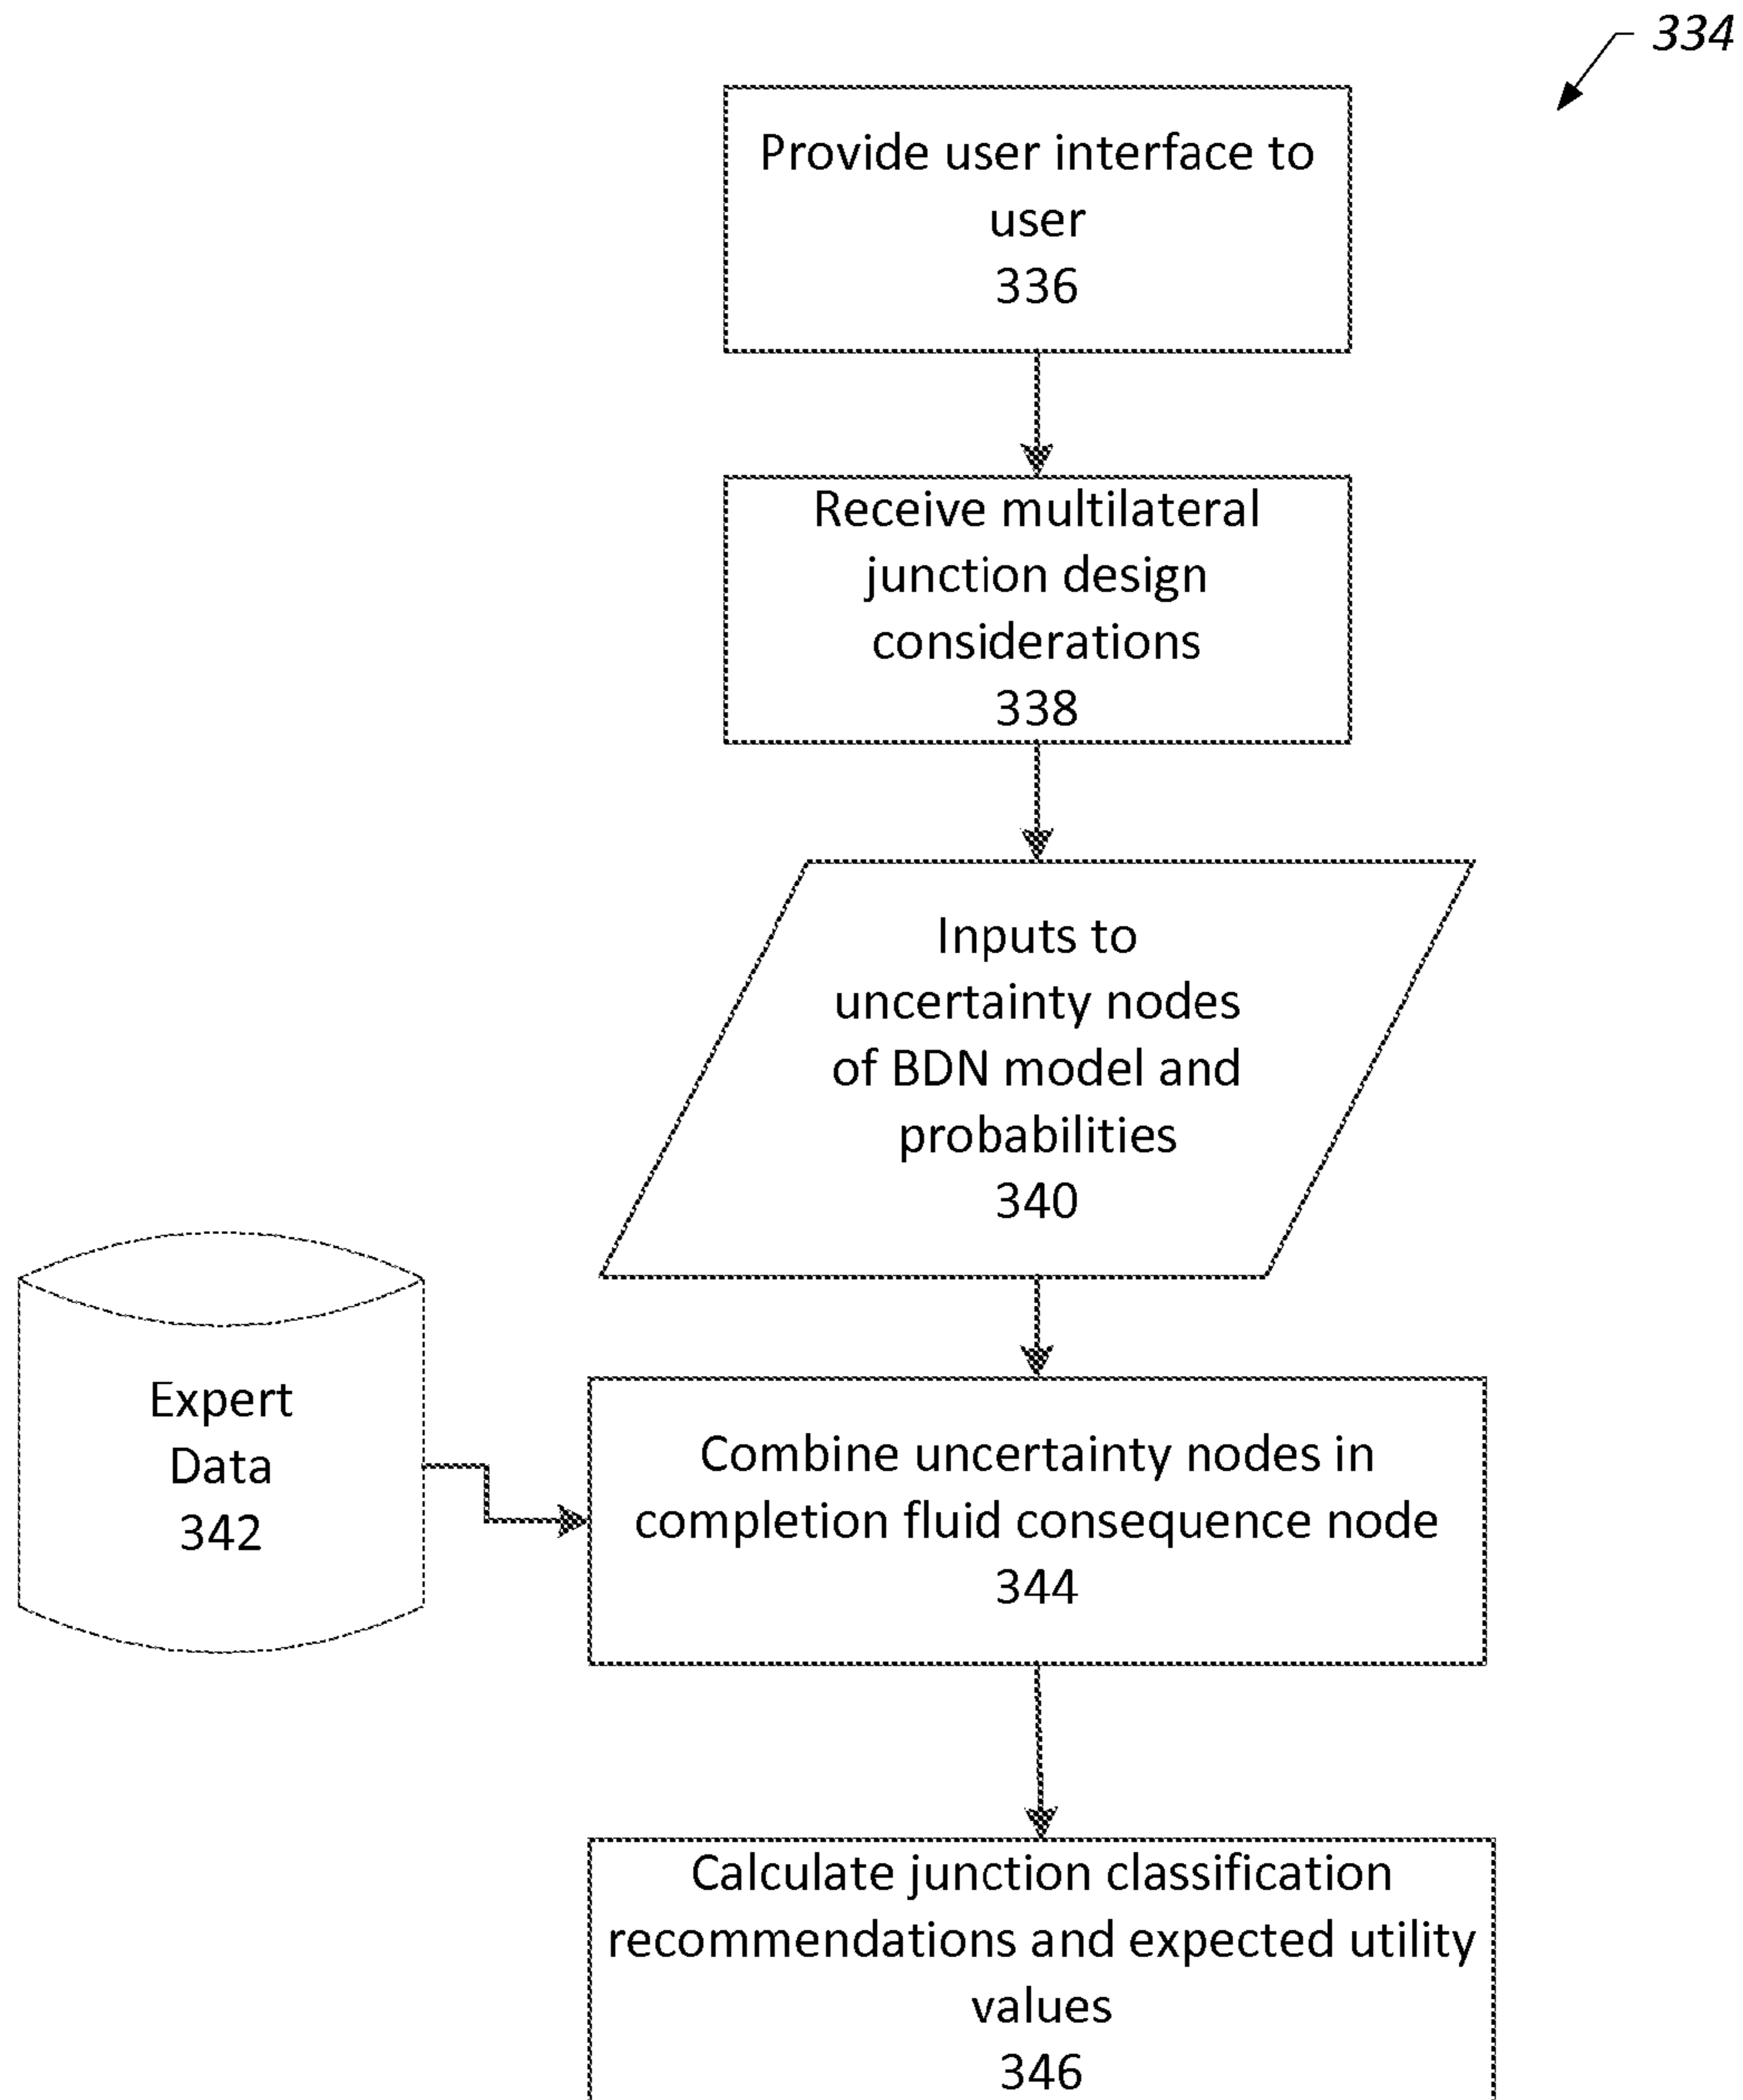 334
Provide user interface to
user
336
Receive multilateral
junction design
considerations
338
Inputs to
uncertainty nodes
of BDN model and
probabilities
340
Expert
Data
342
Combine uncertainty nodes in
completion fluid consequence node
344
Calculate junction classification
recommendations and expected utility
values
346